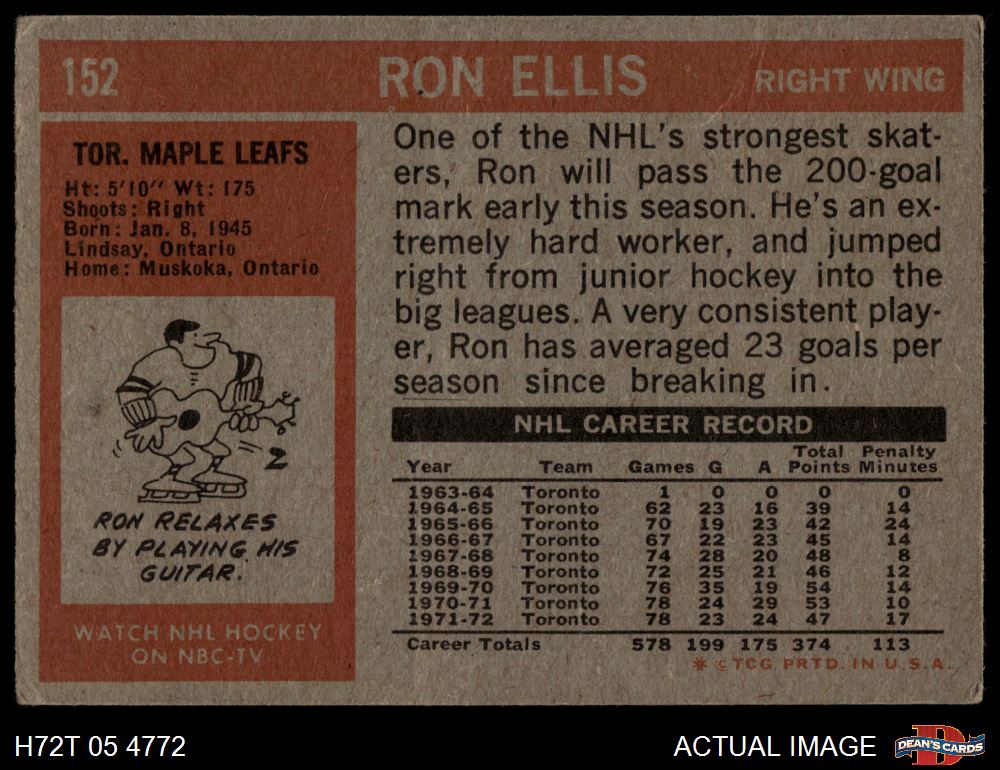 152 RON ELLIS RIGHT WING
TOR. MAPLE LEAFS
Ht: 5'10" Wt: 175
Shoots: Right
Born: Jan. 8, 1945
Lindsay, Ontario
Home: Muskoka, Ontario
Z
RON RELAXES
BY PLAYING HIS
GUITAR.
WATCH NHL HOCKEY
ON NBC-TV
One of the NHL's strongest skat-
ers, Ron will pass the 200-goal
mark early this season. He's an ex-
tremely hard worker, and jumped
right from junior hockey into the
big leagues. A very consistent play-
er, Ron has averaged 23 goals per
season since breaking in.
NHL CAREER RECORD
Total Penalty
Year Team Games G A Points Minutes
1963-64 Toronto 1 0 0 0 0
1964-65 Toronto 62 23 16 39 14
1965-66 Toronto 70 19 23 42 24
1966-67 Toronto 67 22 23 45 14
1967-68 Toronto 74 28 20 48 8
1968-69 Toronto 72 25 21 46 12
1969-70 Toronto 76 35 19 54 14
1970-71 Toronto 78 24 29 53 10
1971-72 Toronto 78 23 24 47 17
Career Totals 578 199 175 374 113
* © TCG PRTD. IN U.S.A.
H72T 05 4772 ACTUAL IMAGE D DEAN'S CARDS